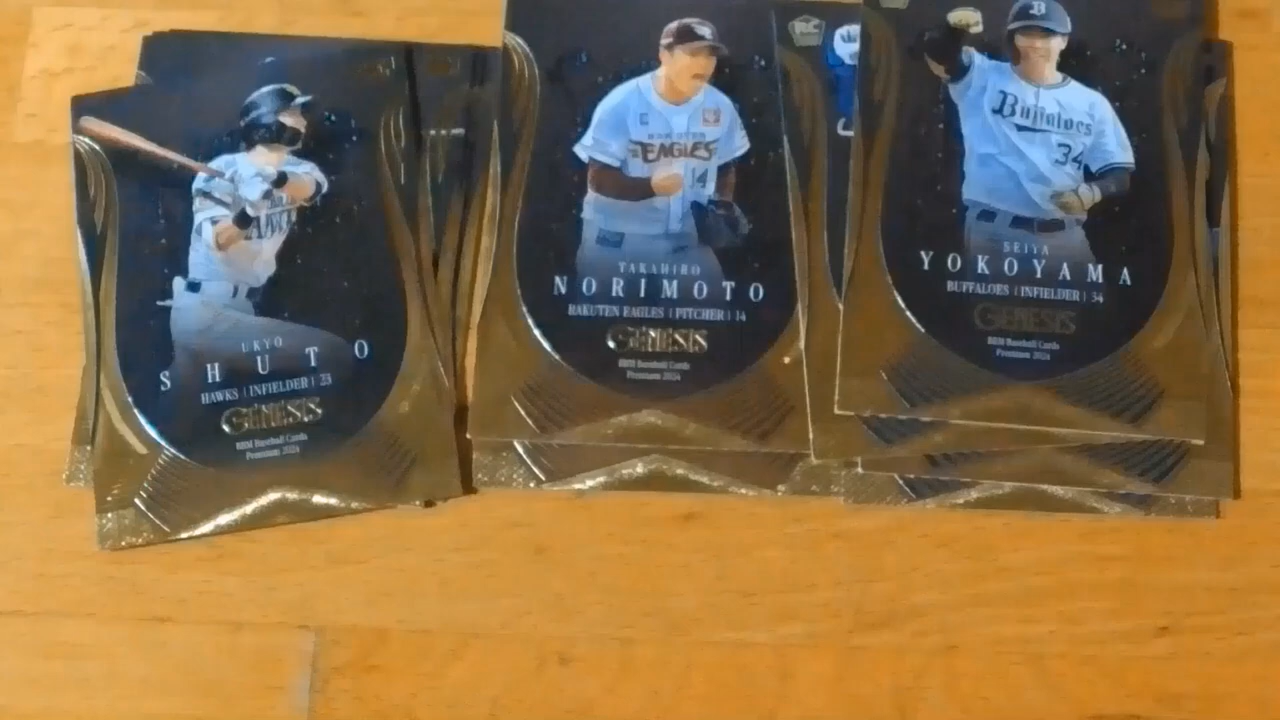 UKYO
SHUTO
HAWKS | INFIELDER | 23
GENESIS
BBM Baseball Cards
Premium 2024
EAGLES
14
TAKAHIRO
NORIMOTO
RAKUTEN EAGLES | PITCHER | 14
GENESIS
BBM Baseball Cards
Premium 2024
B
Buffaloes
34
SEIYA
YOKOYAMA
BUFFALOES | INFIELDER | 34
GENESIS
BBM Baseball Cards
Premium 2024